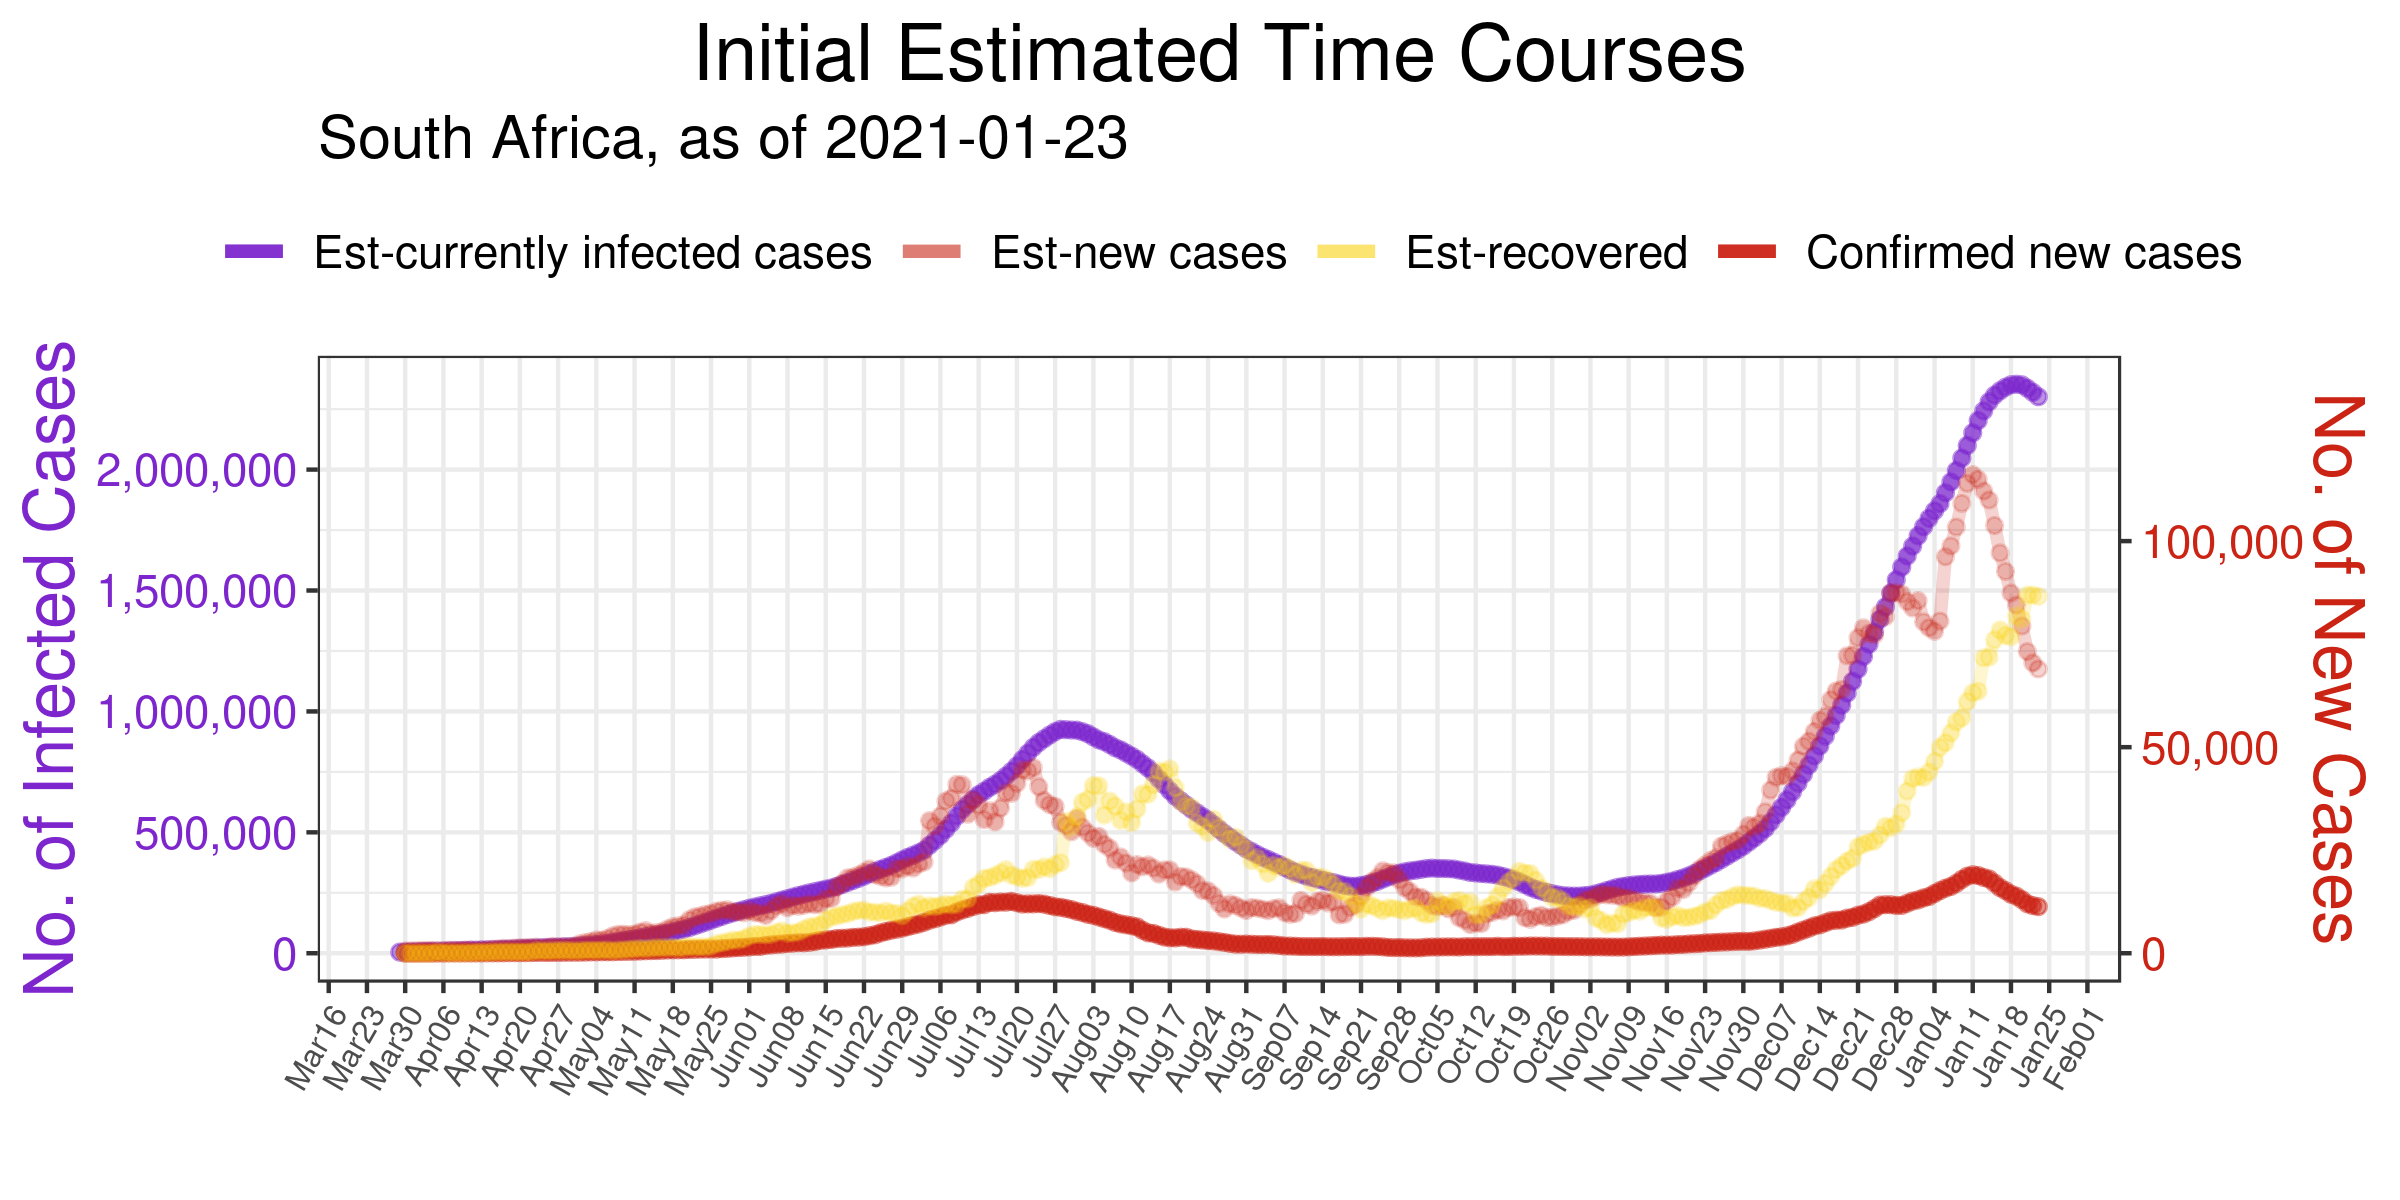 Initial Estimated Time Courses
South Africa, as of 2021-01-23
Est-currently infected cases Est-new cases Est-recovered Confirmed new cases
No. of Infected Cases
2,000,000
1,500,000
1,000,000
500,000
0
No. of New Cases
100,000
50,000
0
Mar16 Mar23 Mar30 Apr06 Apr13 Apr20 Apr27 May04 May11 May18 May25 Jun01 Jun08 Jun15 Jun22 Jun29 Jul06 Jul13 Jul20 Jul27 Aug03 Aug10 Aug17 Aug24 Aug31 Sep07 Sep14 Sep21 Sep28 Oct05 Oct12 Oct19 Oct26 Nov02 Nov09 Nov16 Nov23 Nov30 Dec07 Dec14 Dec21 Dec28 Jan04 Jan11 Jan18 Jan25 Feb01